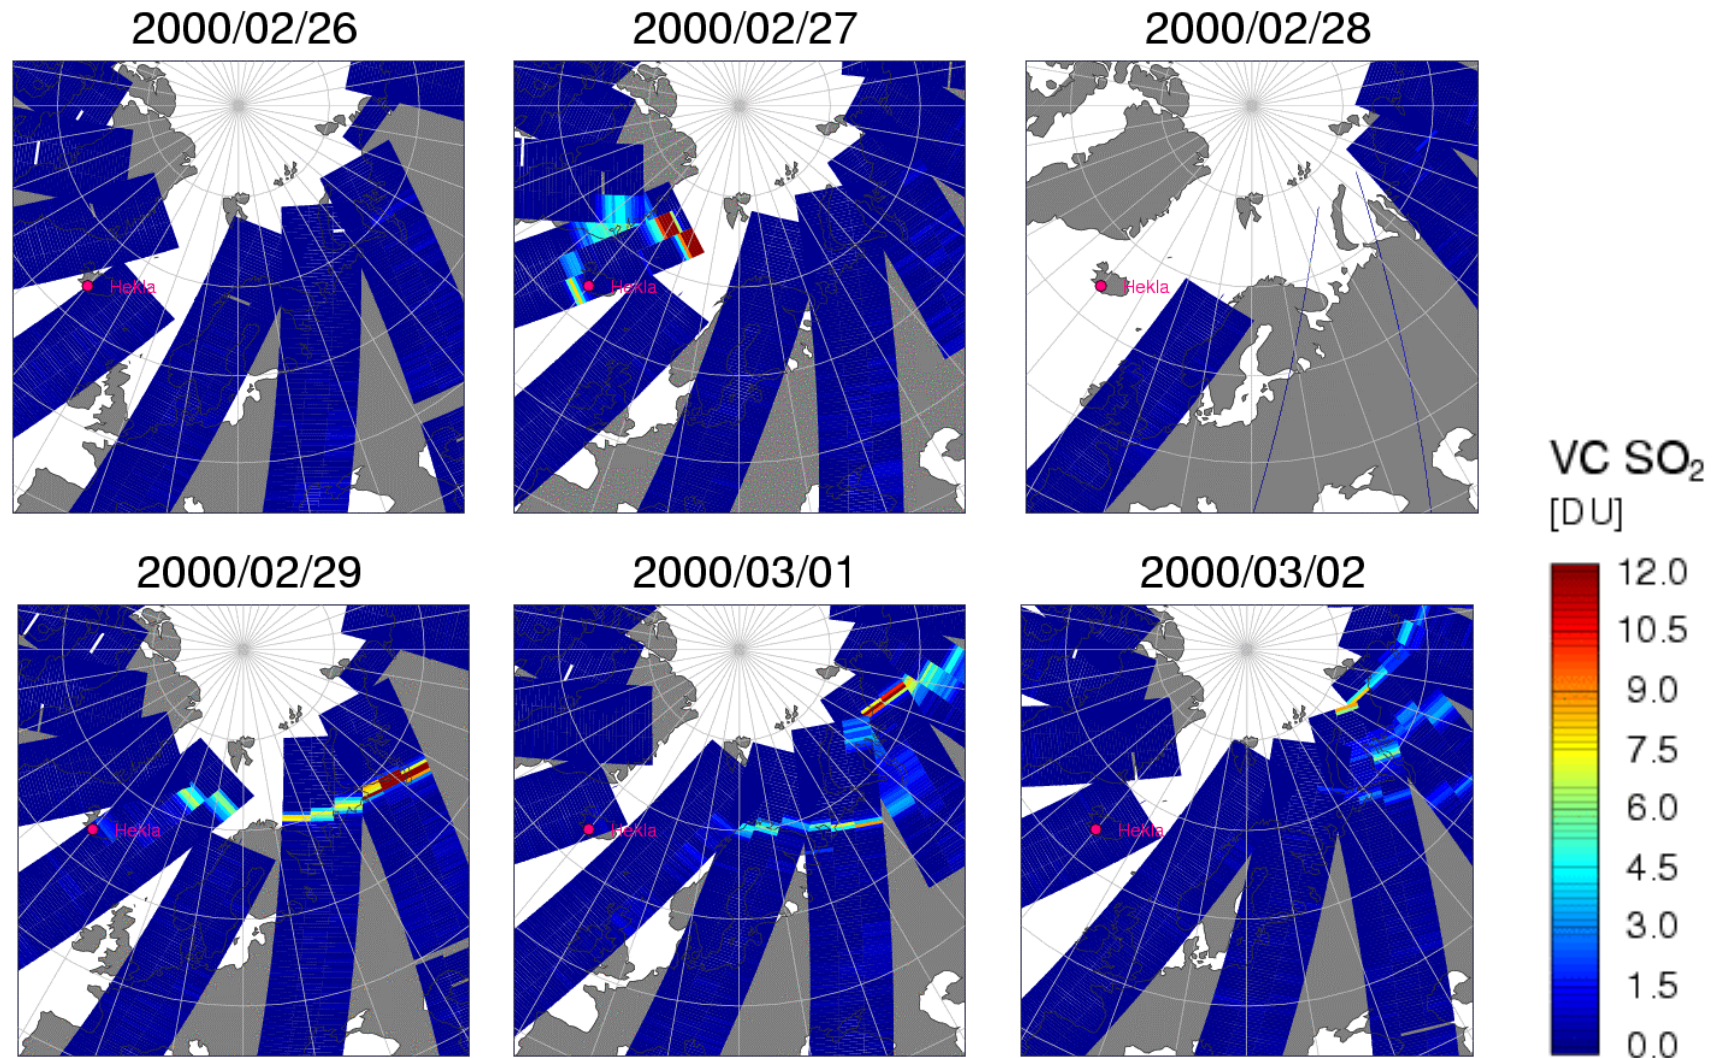 2000/02/26
2000/02/27
2000/02/28
Hekla
Hekla
Hekla
2000/02/29
2000/03/01
2000/03/02
Hekla
Hekla
Hekla
VC SO₂
[DU]
12.0
10.5
9.0
7.5
6.0
4.5
3.0
1.5
0.0